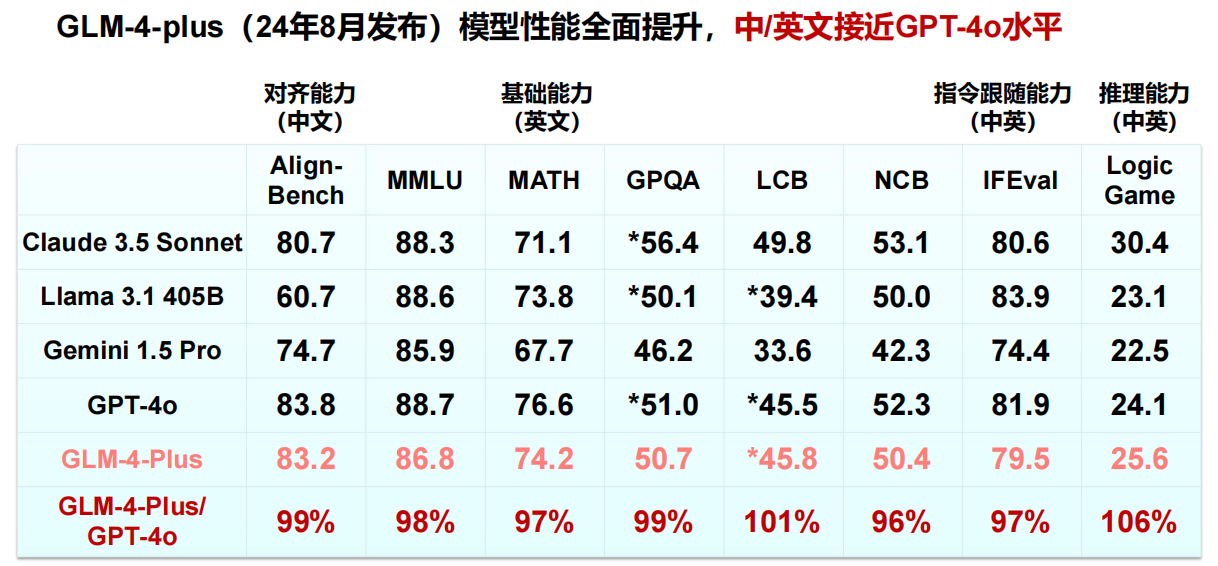 GLM-4-plus（24年8月发布）模型性能全面提升，中/英文接近GPT-4o水平
对齐能力 基础能力 指令跟随能力 推理能力
（中文） （英文） （中英） （中英）
Align-Bench MMLU MATH GPQA LCB NCB IFEval Logic Game
Claude 3.5 Sonnet 80.7 88.3 71.1 *56.4 49.8 53.1 80.6 30.4
Llama 3.1 405B 60.7 88.6 73.8 *50.1 *39.4 50.0 83.9 23.1
Gemini 1.5 Pro 74.7 85.9 67.7 46.2 33.6 42.3 74.4 22.5
GPT-4o 83.8 88.7 76.6 *51.0 *45.5 52.3 81.9 24.1
GLM-4-Plus 83.2 86.8 74.2 50.7 *45.8 50.4 79.5 25.6
GLM-4-Plus/GPT-4o 99% 98% 97% 99% 101% 96% 97% 106%